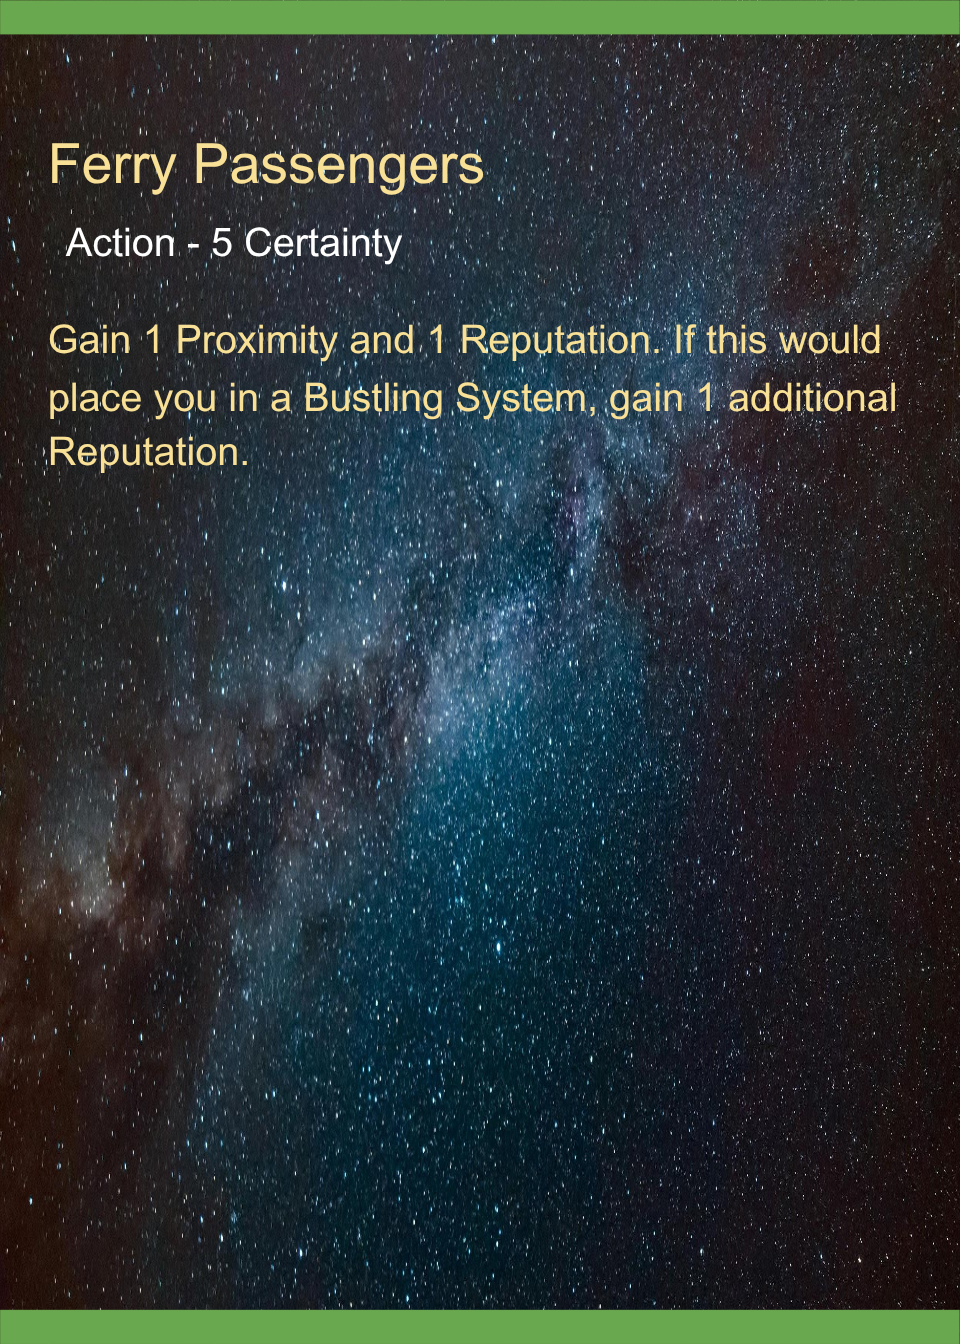 Ferry Passengers
Action - 5 Certainty
Gain 1 Proximity and 1 Reputation. If this would
place you in a Bustling System, gain 1 additional
Reputation.